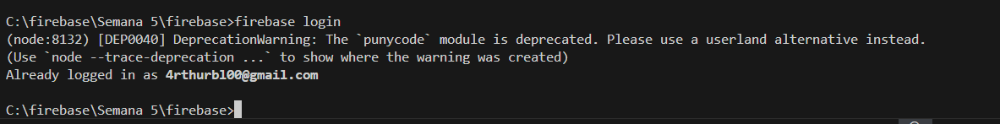 C:\firebase\Semana 5\firebase>firebase login
(node:8132) [DEP0040] DeprecationWarning: The `punycode` module is deprecated. Please use a userland alternative instead.
(Use `node --trace-deprecation ...` to show where the warning was created)
Already logged in as 4rthurbl00@gmail.com
C:\firebase\Semana 5\firebase>